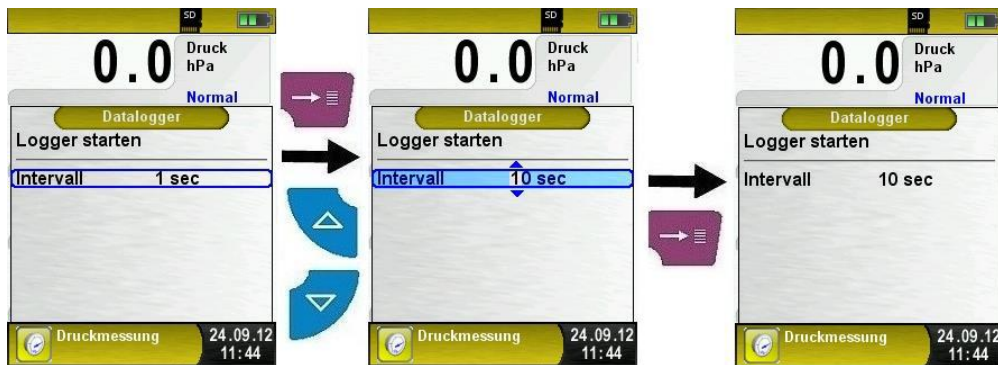 SD
0.0 Druck
hPa
Normal
Datalogger
Logger starten
Intervall 1 sec
Druckmessung 24.09.12
11:44
SD
0.0 Druck
hPa
Normal
Datalogger
Logger starten
Intervall 10 sec
Druckmessung 24.09.12
11:44
SD
0.0 Druck
hPa
Normal
Datalogger
Logger starten
Intervall 10 sec
Druckmessung 24.09.12
11:44